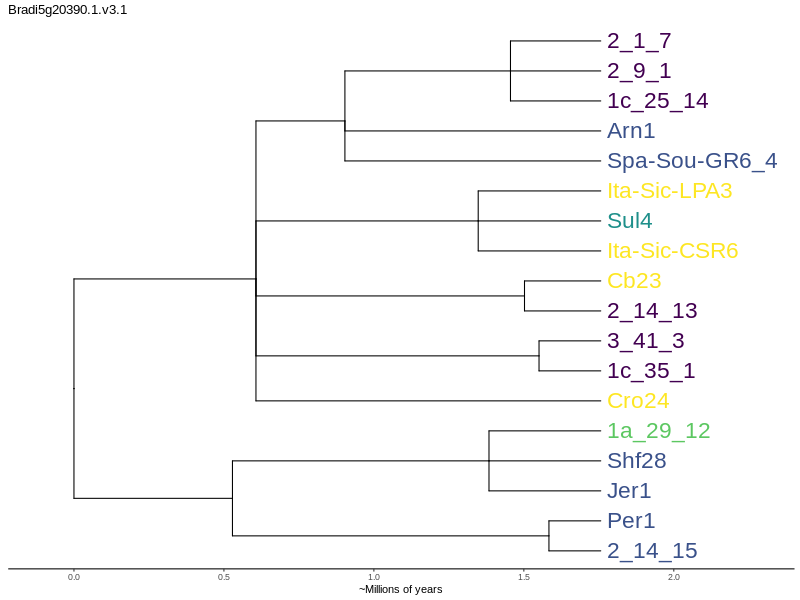 Bradi5g20390.1.v3.1
2_1_7
2_9_1
1c_25_14
Arn1
Spa-Sou-GR6_4
Ita-Sic-LPA3
Sul4
Ita-Sic-CSR6
Cb23
2_14_13
3_41_3
1c_35_1
Cro24
1a_29_12
Shf28
Jer1
Per1
2_14_15
0.0 0.5 1.0 1.5 2.0
~Millions of years